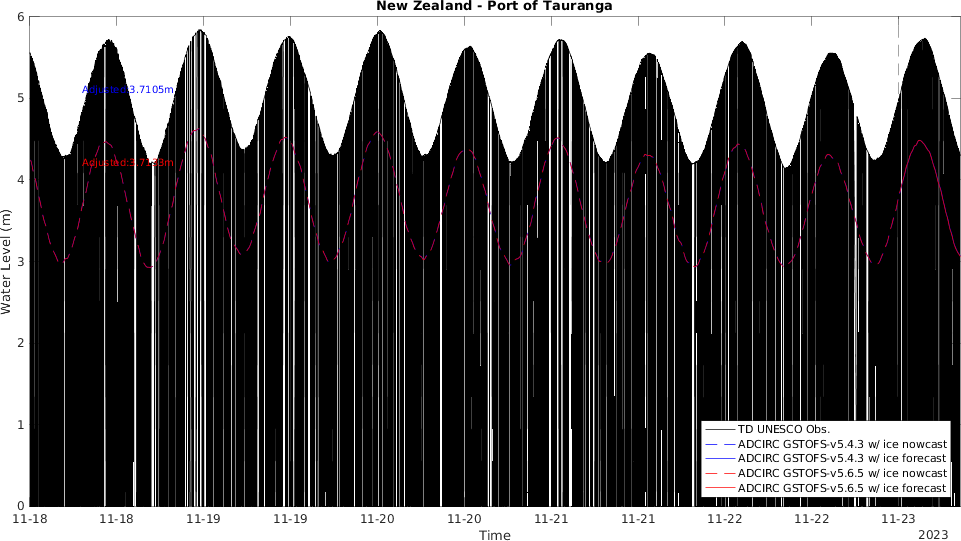 New Zealand - Port of Tauranga
6
5
4
3
2
1
0
Water Level (m)
Adjusted:3.7105m
11-18
11-18
11-19
11-19
11-20
11-20
11-21
11-21
11-22
11-22
11-23
Time
2023
TD UNESCO Obs.
ADCIRC GSTOFS-v5.4.3 w/ ice nowcast
ADCIRC GSTOFS-v5.4.3 w/ ice forecast
ADCIRC GSTOFS-v5.6.5 w/ ice nowcast
ADCIRC GSTOFS-v5.6.5 w/ ice forecast